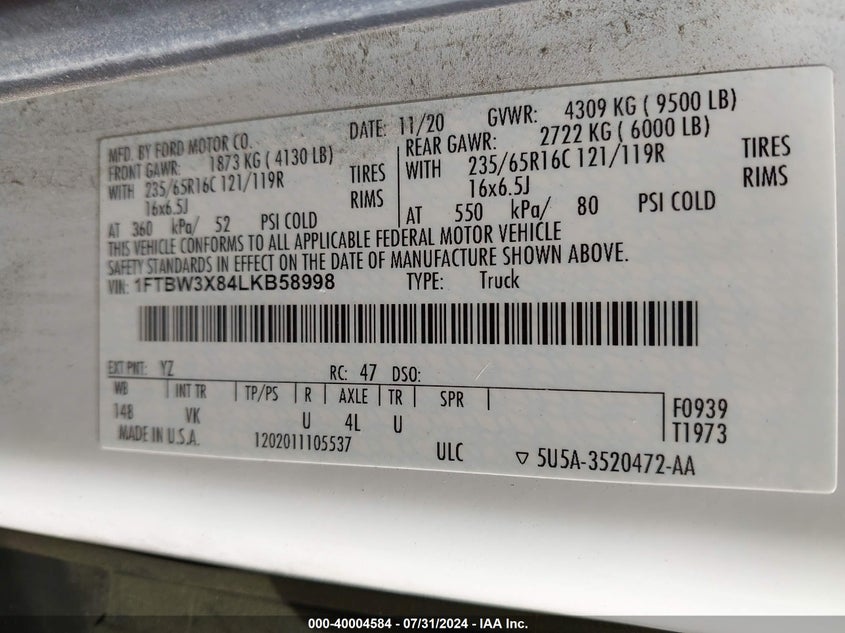 MFD. BY FORD MOTOR CO. DATE: 11/20 GVWR: 4309 KG ( 9500 LB)
FRONT GAWR: 1873 KG ( 4130 LB) REAR GAWR: 2722 KG ( 6000 LB)
WITH 235/65R16C 121/119R TIRES WITH 235/65R16C 121/119R TIRES
16x6.5J RIMS 16x6.5J RIMS
AT 360 kPa/ 52 PSI COLD AT 550 kPa/ 80 PSI COLD
THIS VEHICLE CONFORMS TO ALL APPLICABLE FEDERAL MOTOR VEHICLE
SAFETY STANDARDS IN EFFECT ON THE DATE OF MANUFACTURE SHOWN ABOVE.
VIN: 1FTBW3X84LKB58998 TYPE: Truck
EXT PNT: YZ RC: 47 DSO:
WB INT TR TP/PS R AXLE TR SPR
148 VK U 4L U
F0939
T1973
MADE IN U.S.A. 1202011105537 ULC ▽ 5U5A-3520472-AA
000-40004584 / 07/31/2024 - IAA Inc.